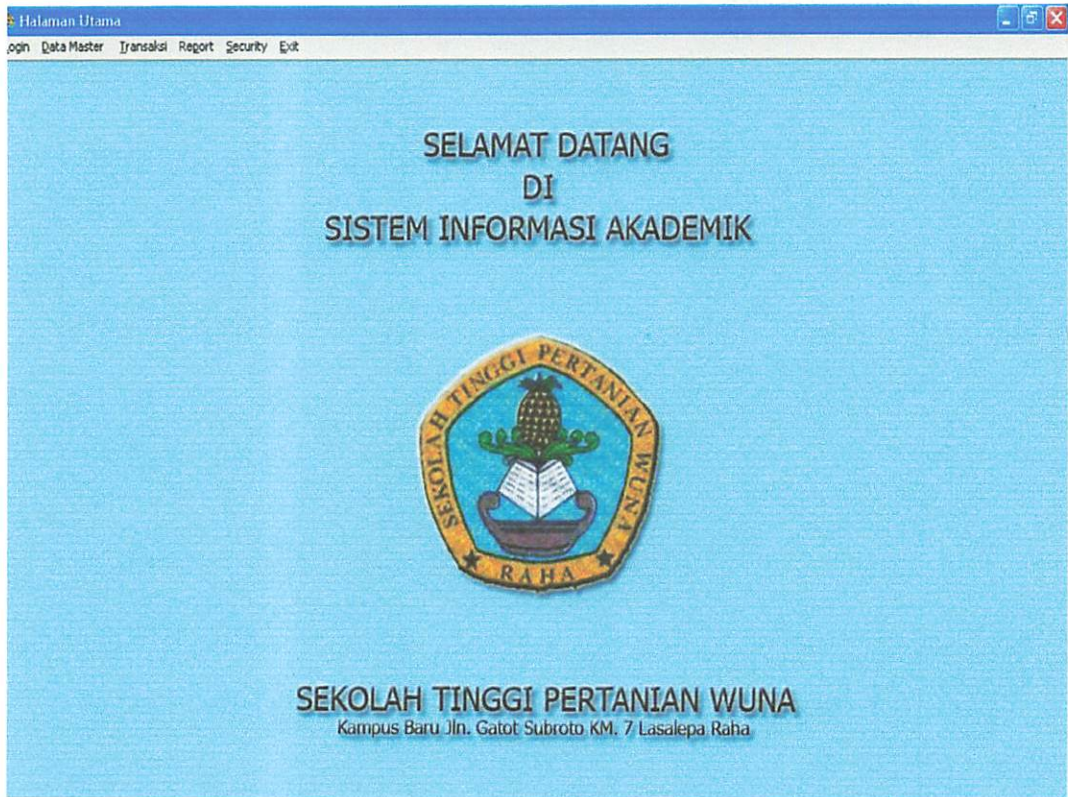 Halaman Utama
Login Data Master Transaksi Report Security Exit
SELAMAT DATANG
DI
SISTEM INFORMASI AKADEMIK
SEKOLAH TINGGI PERTANIAN WUNA
RAHA
SEKOLAH TINGGI PERTANIAN WUNA
Kampus Baru Jln. Gatot Subroto KM. 7 Lasalepa Raha